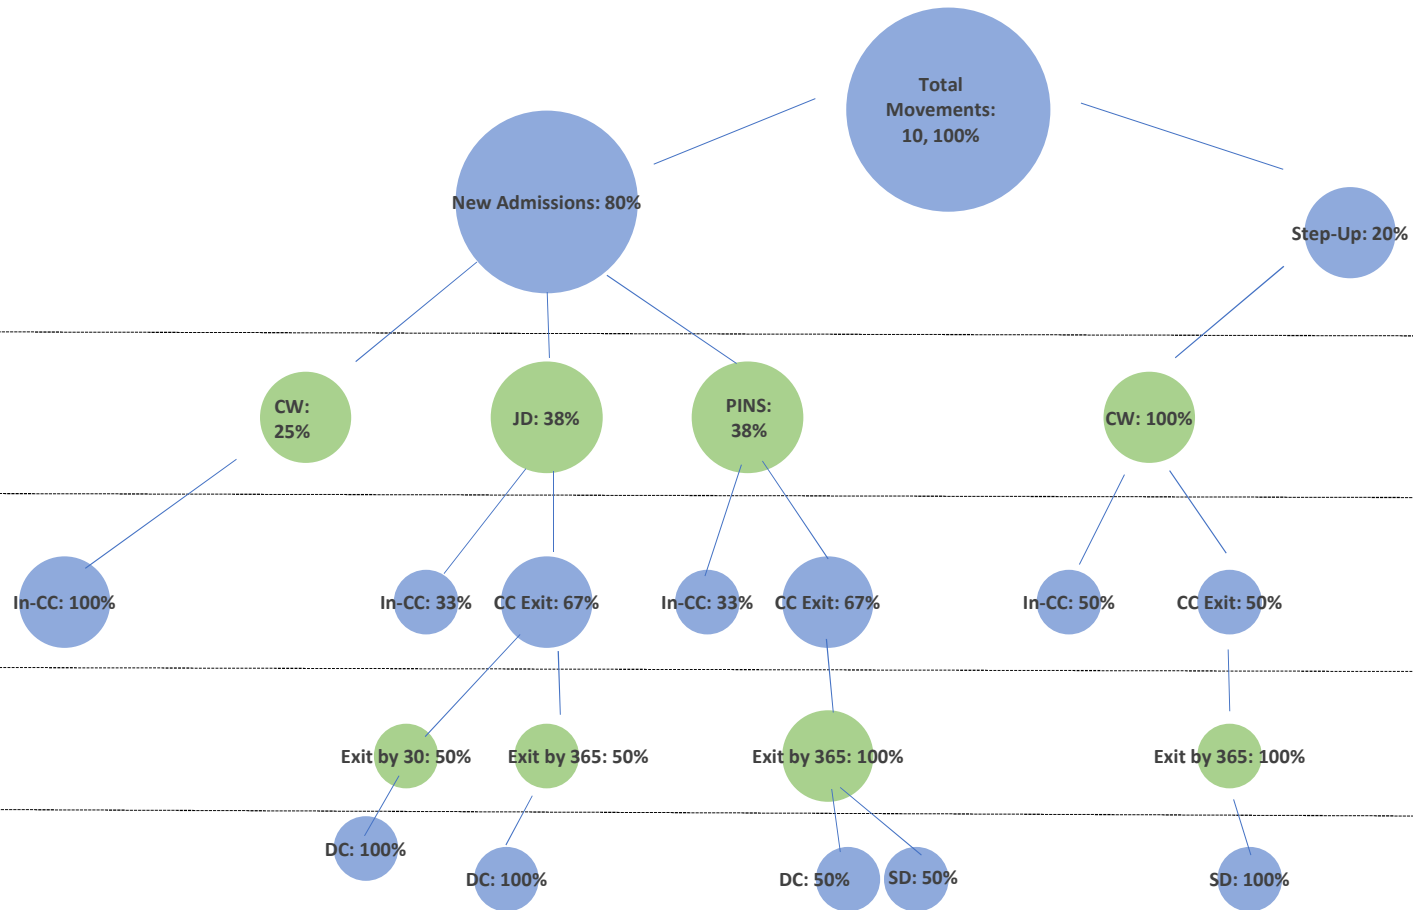 Total
Movements:
10, 100%
New Admissions: 80%
Step-Up: 20%
CW:
25%
JD: 38%
PINS:
38%
CW: 100%
In-CC: 100%
In-CC: 33%
CC Exit: 67%
In-CC: 33%
CC Exit: 67%
In-CC: 50%
CC Exit: 50%
Exit by 30: 50%
Exit by 365: 50%
Exit by 365: 100%
Exit by 365: 100%
DC: 100%
DC: 100%
DC: 50%
SD: 50%
SD: 100%